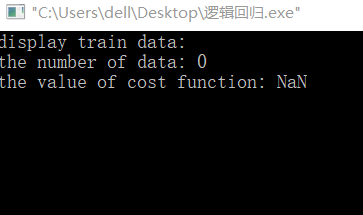 "C:\Users\dell\Desktop\逻辑回归.exe"
display train data:
the number of data: 0
the value of cost function: NaN